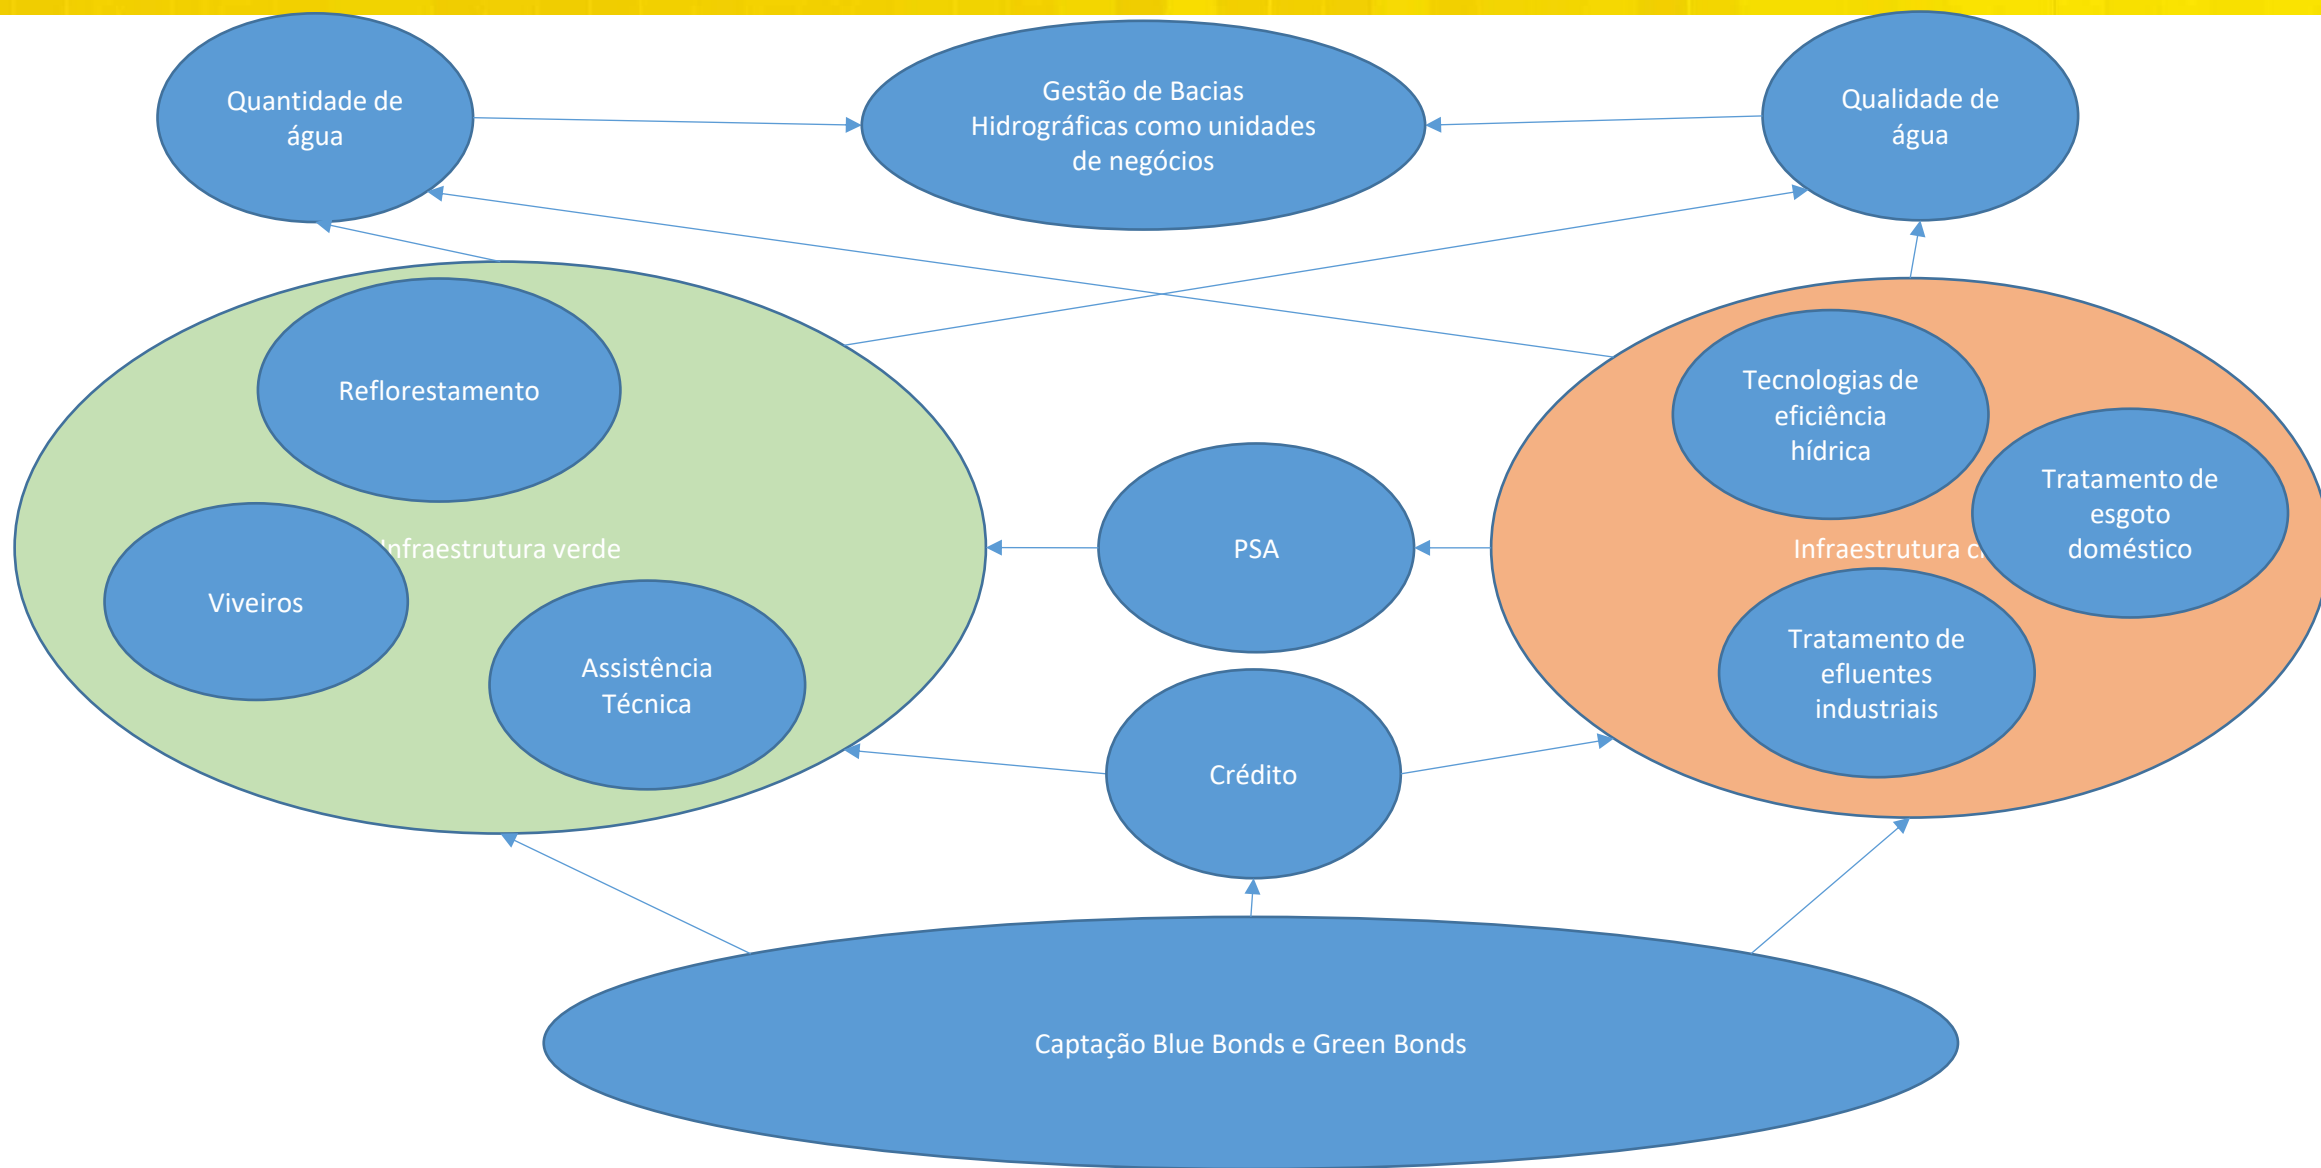 Quantidade de
água
Gestão de Bacias
Hidrográficas como unidades
de negócios
Qualidade de
água
Reflorestamento
Infraestrutura verde
Viveiros
Assistência
Técnica
PSA
Crédito
Tecnologias de
eficiência
hídrica
Tratamento de
esgoto
doméstico
Infraestrutura
Tratamento de
efluentes
industriais
Captação Blue Bonds e Green Bonds